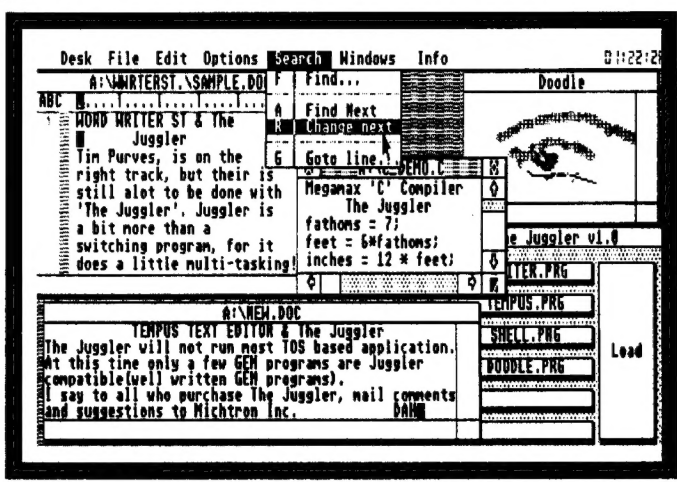 Desk File Edit Options Search Windows Info 01:22:2
A:\WWRTERST.\SAMPLE.DO
F Find...
A Find Next
R Change next
G Goto line..
Doodle
ABC
1 WORD WRITER ST & The
Juggler
Tim Purves, is on the
right track, but their is
still alot to be done with
'The Juggler'. Juggler is
a bit more than a
switching program, for it
does a little multi-tasking!
DEMO.C
Megamax 'C' Compiler
The Juggler
fathoms = 7;
feet = 6*fathoms;
inches = 12 * feet;
he Juggler v1.0
ITER.PRG
TEMPUS.PRG
SHELL.PRG
DOODLE.PRG
Load
A:\NEW.DOC
TEMPUS TEXT EDITOR & The Juggler
The Juggler will not run most TOS based application.
At this time only a few GEM programs are Juggler
compatible(well written GEM programs).
I say to all who purchase The Juggler, mail comments
and suggestions to Michtron Inc. DAM